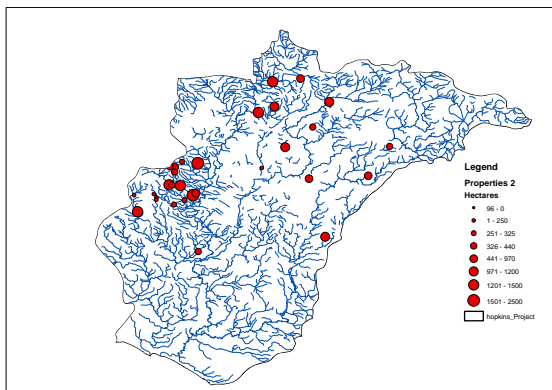 Legend
Properties 2
Hectares
96 - 0
1 - 250
251 - 325
326 - 440
441 - 970
971 - 1200
1201 - 1500
1501 - 2500
hopkins_Project